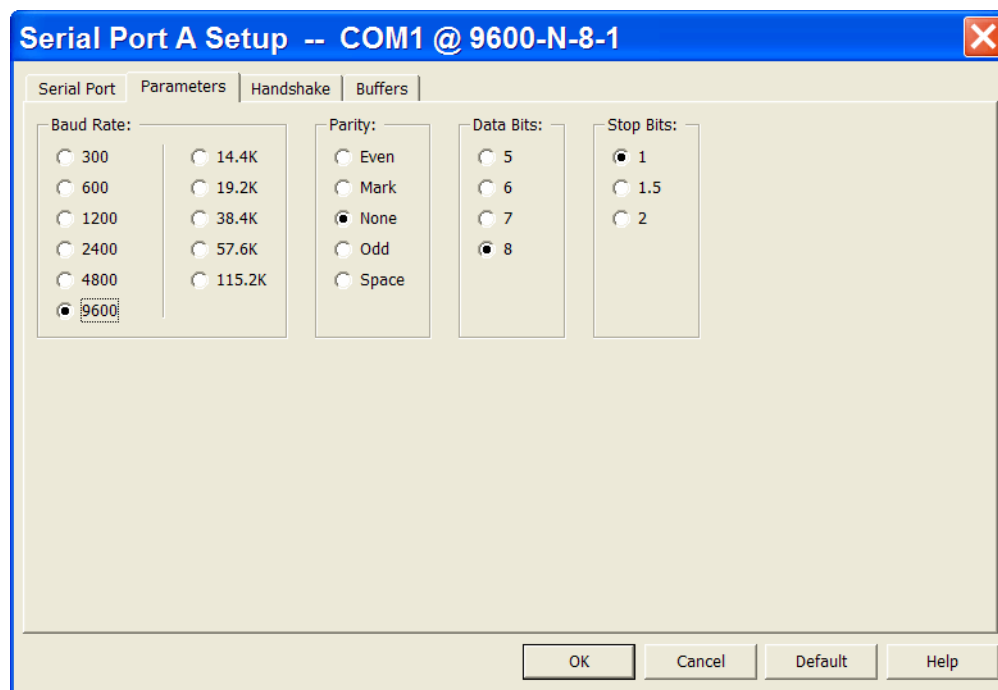 Serial Port A Setup -- COM1 @ 9600-N-8-1
Serial Port Parameters Handshake Buffers
Baud Rate:
300
600
1200
2400
4800
9600
14.4K
19.2K
38.4K
57.6K
115.2K
Parity:
Even
Mark
None
Odd
Space
Data Bits:
5
6
7
8
Stop Bits:
1
1.5
2
OK Cancel Default Help